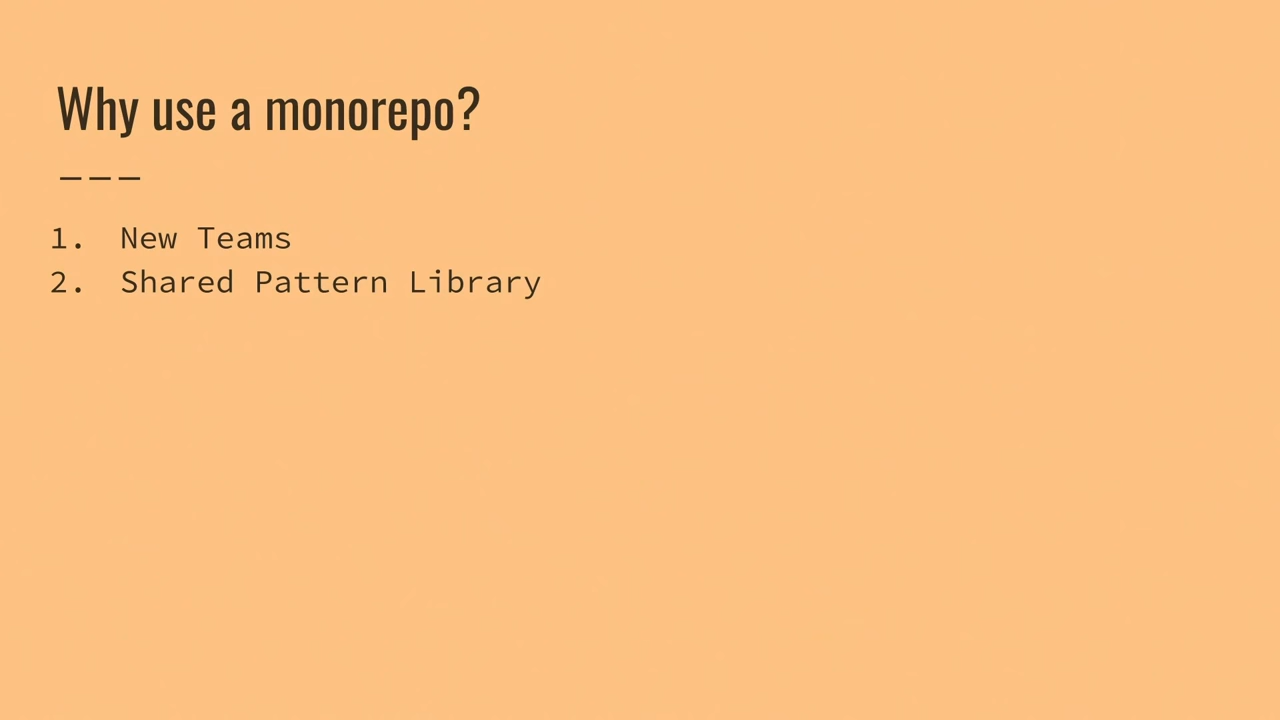 Why use a monorepo?
———
1. New Teams
2. Shared Pattern Library